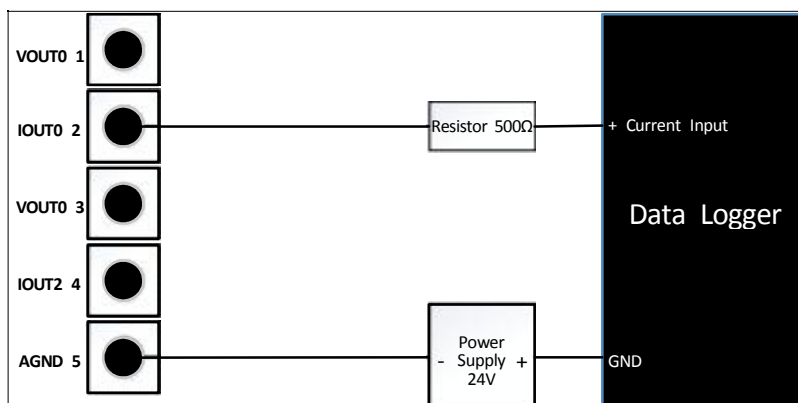 VOUT0 1
IOUT0 2
VOUT0 3
IOUT2 4
AGND 5
Resistor 500Ω
- Power Supply 24V +
+ Current Input
Data Logger
GND